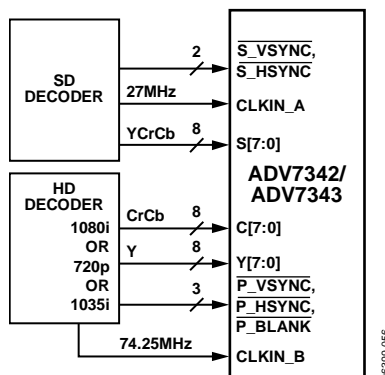 SD
DECODER
2
S_VSYNC,
S_HSYNC
27MHz
CLKIN_A
YCrCb
8
S[7:0]
ADV7342/
ADV7343
HD
DECODER
1080i
OR
720p
OR
1035i
CrCb
8
C[7:0]
Y
8
Y[7:0]
3
P_VSYNC,
P_HSYNC,
P_BLANK
74.25MHz
CLKIN_B